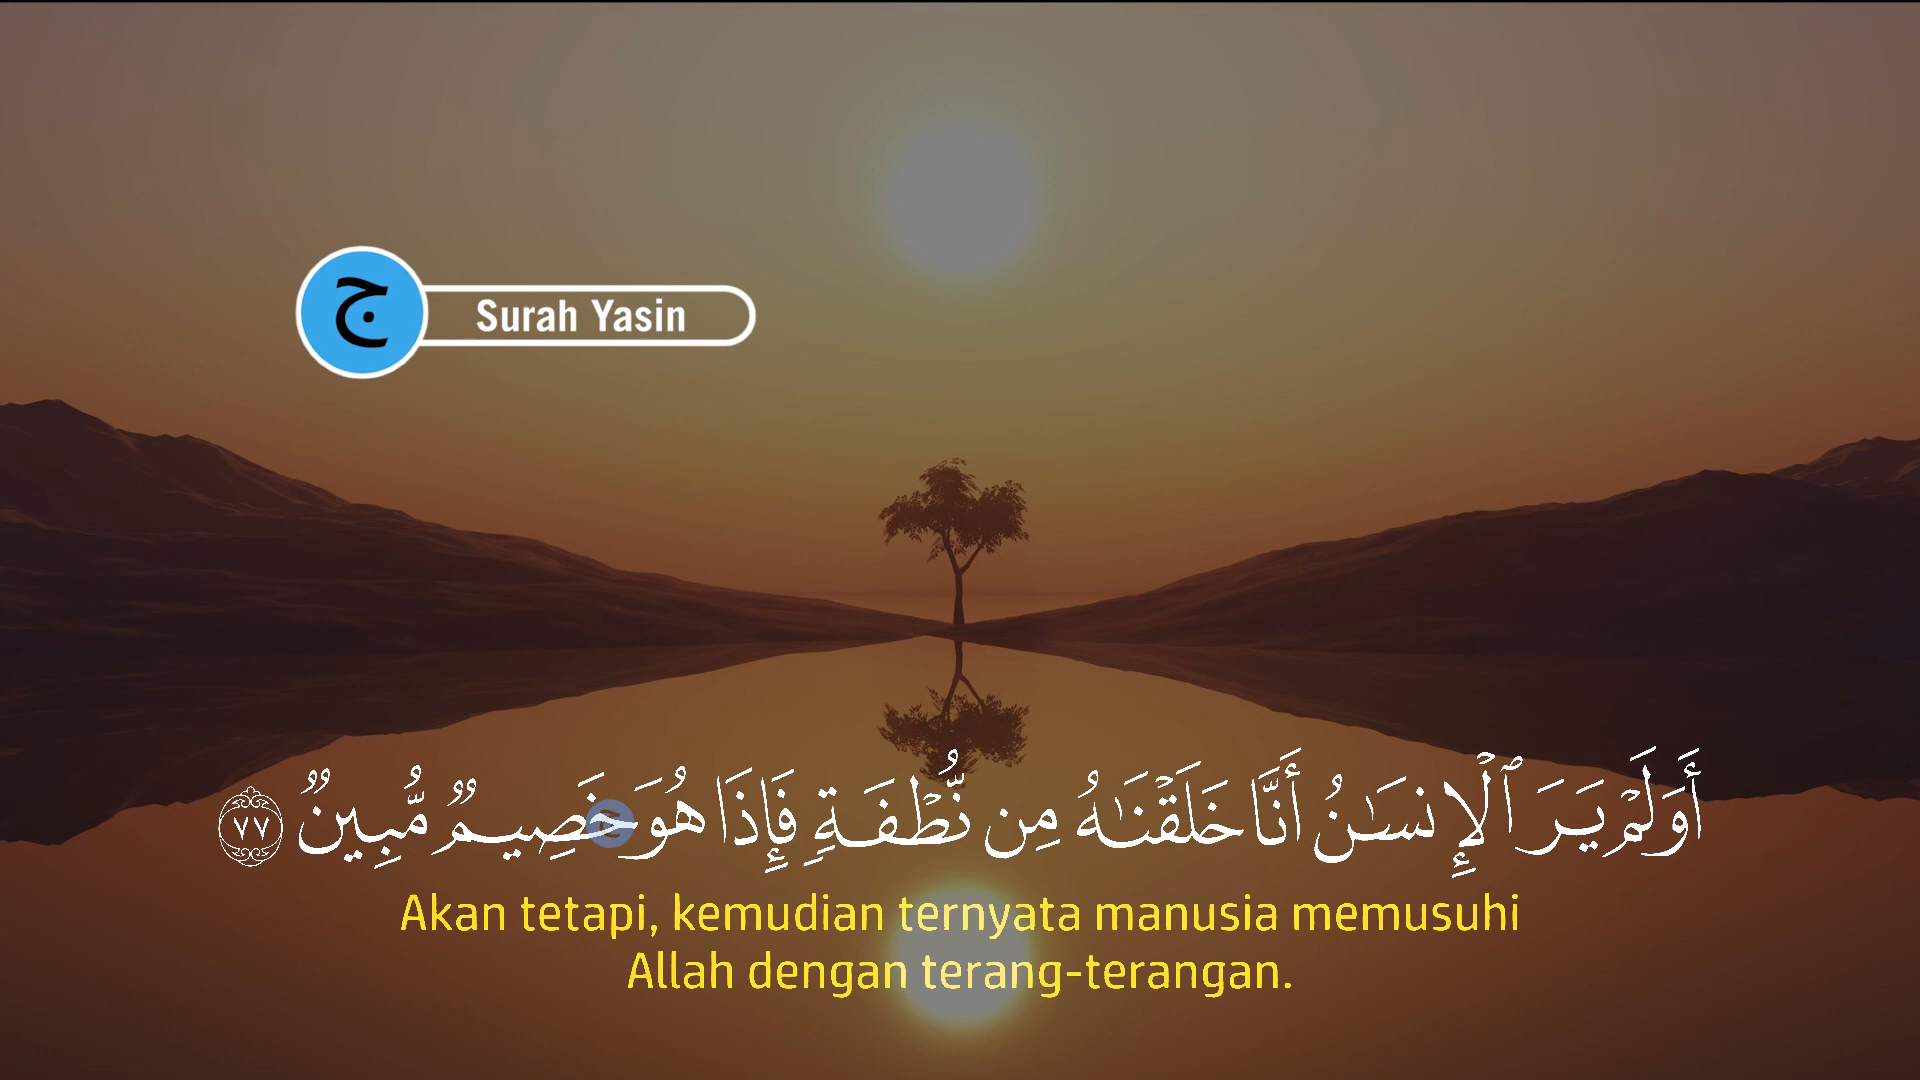 ج
Surah Yasin
أَوَلَمْ يَرَ ٱلْإِنسَـٰنُ أَنَّا خَلَقْنَـٰهُ مِن نُّطْفَةٍ فَإِذَا هُوَ خَصِيمٌ مُّبِينٌ ٧٧
Akan tetapi, kemudian ternyata manusia memusuhi
Allah dengan terang-terangan.